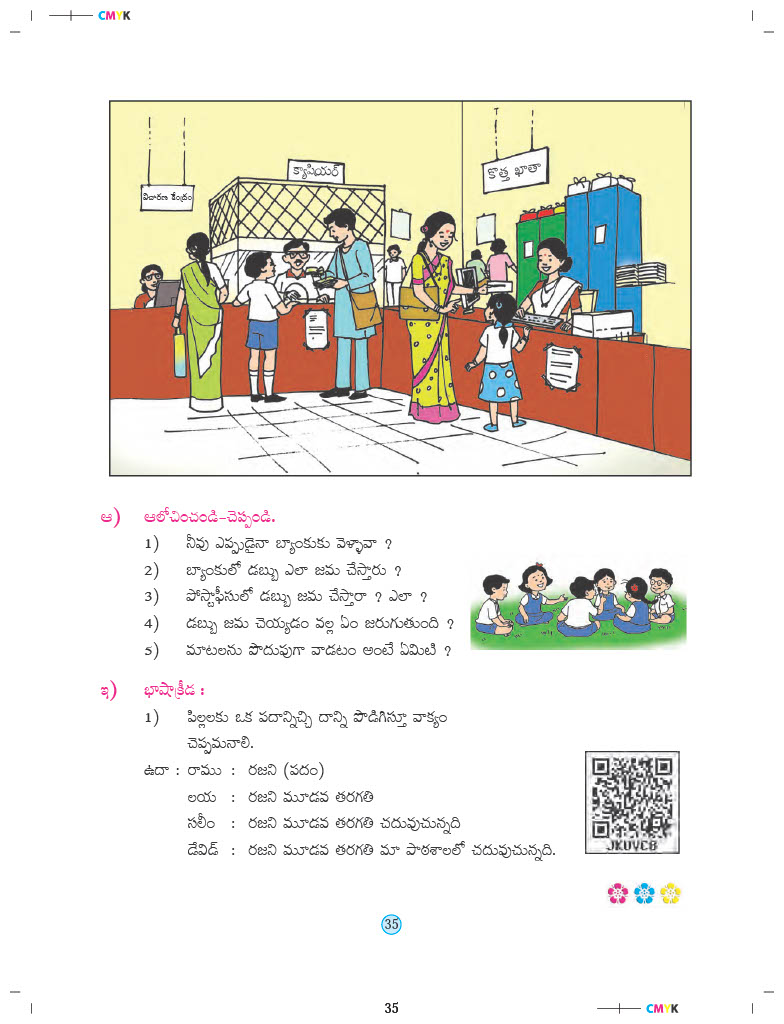 CMYK
విచారణ కేంద్రం
క్యాషియర్
కొత్త ఖాతా
ఆ) ఆలోచించండి-చెప్పండి.
1) నీవు ఎప్పుడైనా బ్యాంకుకు వెళ్ళావా ?
2) బ్యాంకులో డబ్బు ఎలా జమ చేస్తారు ?
3) పోస్టాఫీసులో డబ్బు జమ చేస్తారా ? ఎలా ?
4) డబ్బు జమ చెయ్యడం వల్ల ఏం జరుగుతుంది ?
5) మాటలను పొదుపుగా వాడటం అంటే ఏమిటి ?
ఇ) భాషాక్రీడ :
1) పిల్లలకు ఒక పదాన్నిచ్చి దాన్ని పొడిగిస్తూ వాక్యం
చెప్పమనాలి.
ఉదా : రాము : రజని (పదం)
లయ : రజని మూడవ తరగతి
సలీం : రజని మూడవ తరగతి చదువుచున్నది
డేవిడ్ : రజని మూడవ తరగతి మా పాఠశాలలో చదువుచున్నది.
JKUVC8
35
35
CMYK